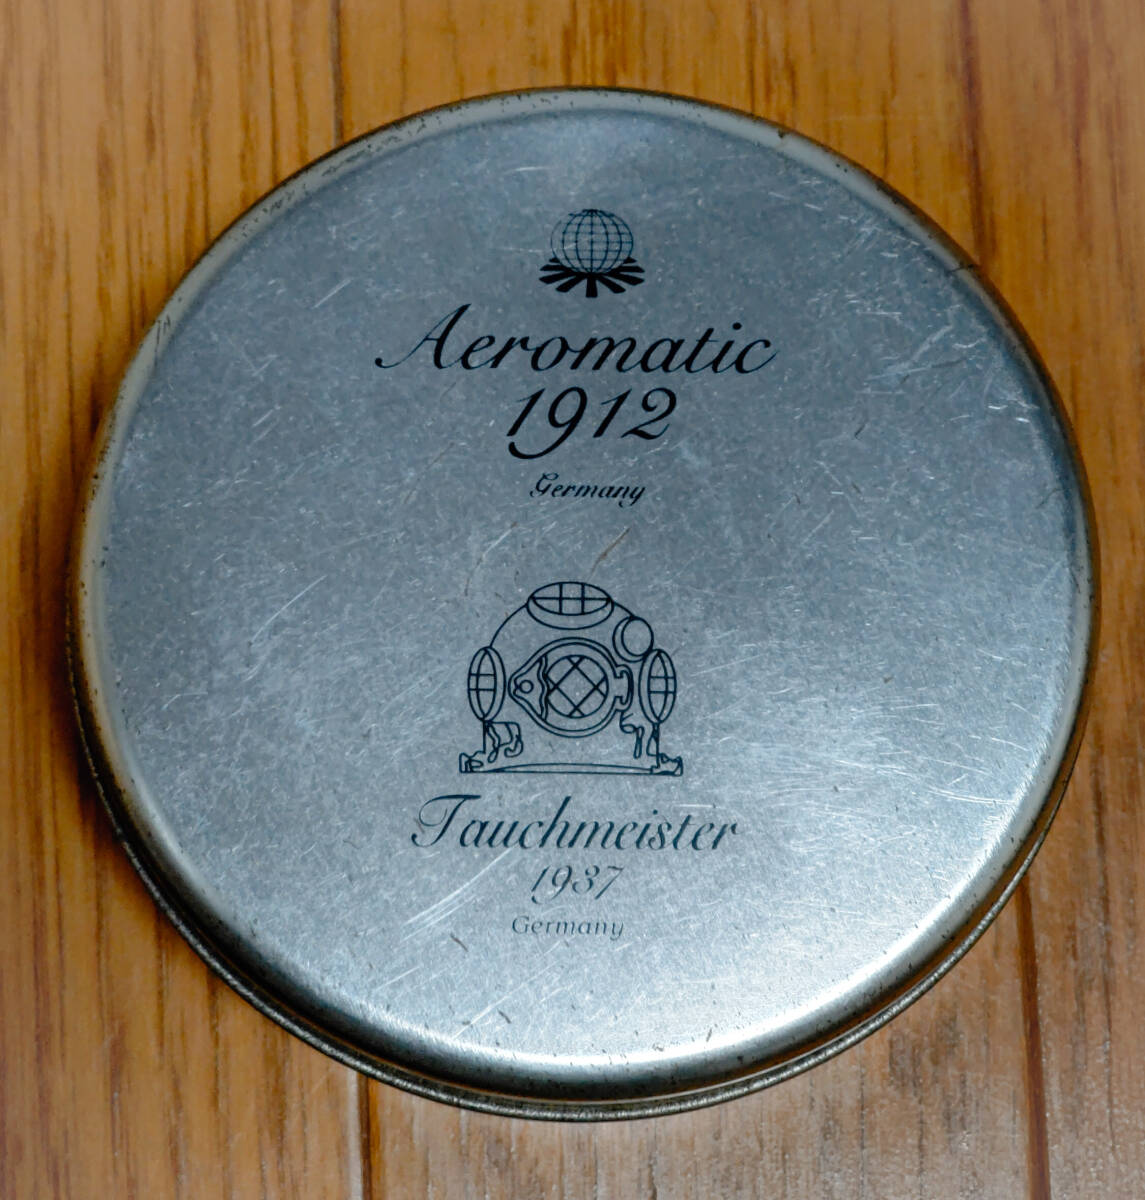 Aeromatic
1912
Germany
Tauchmeister
1937
Germany